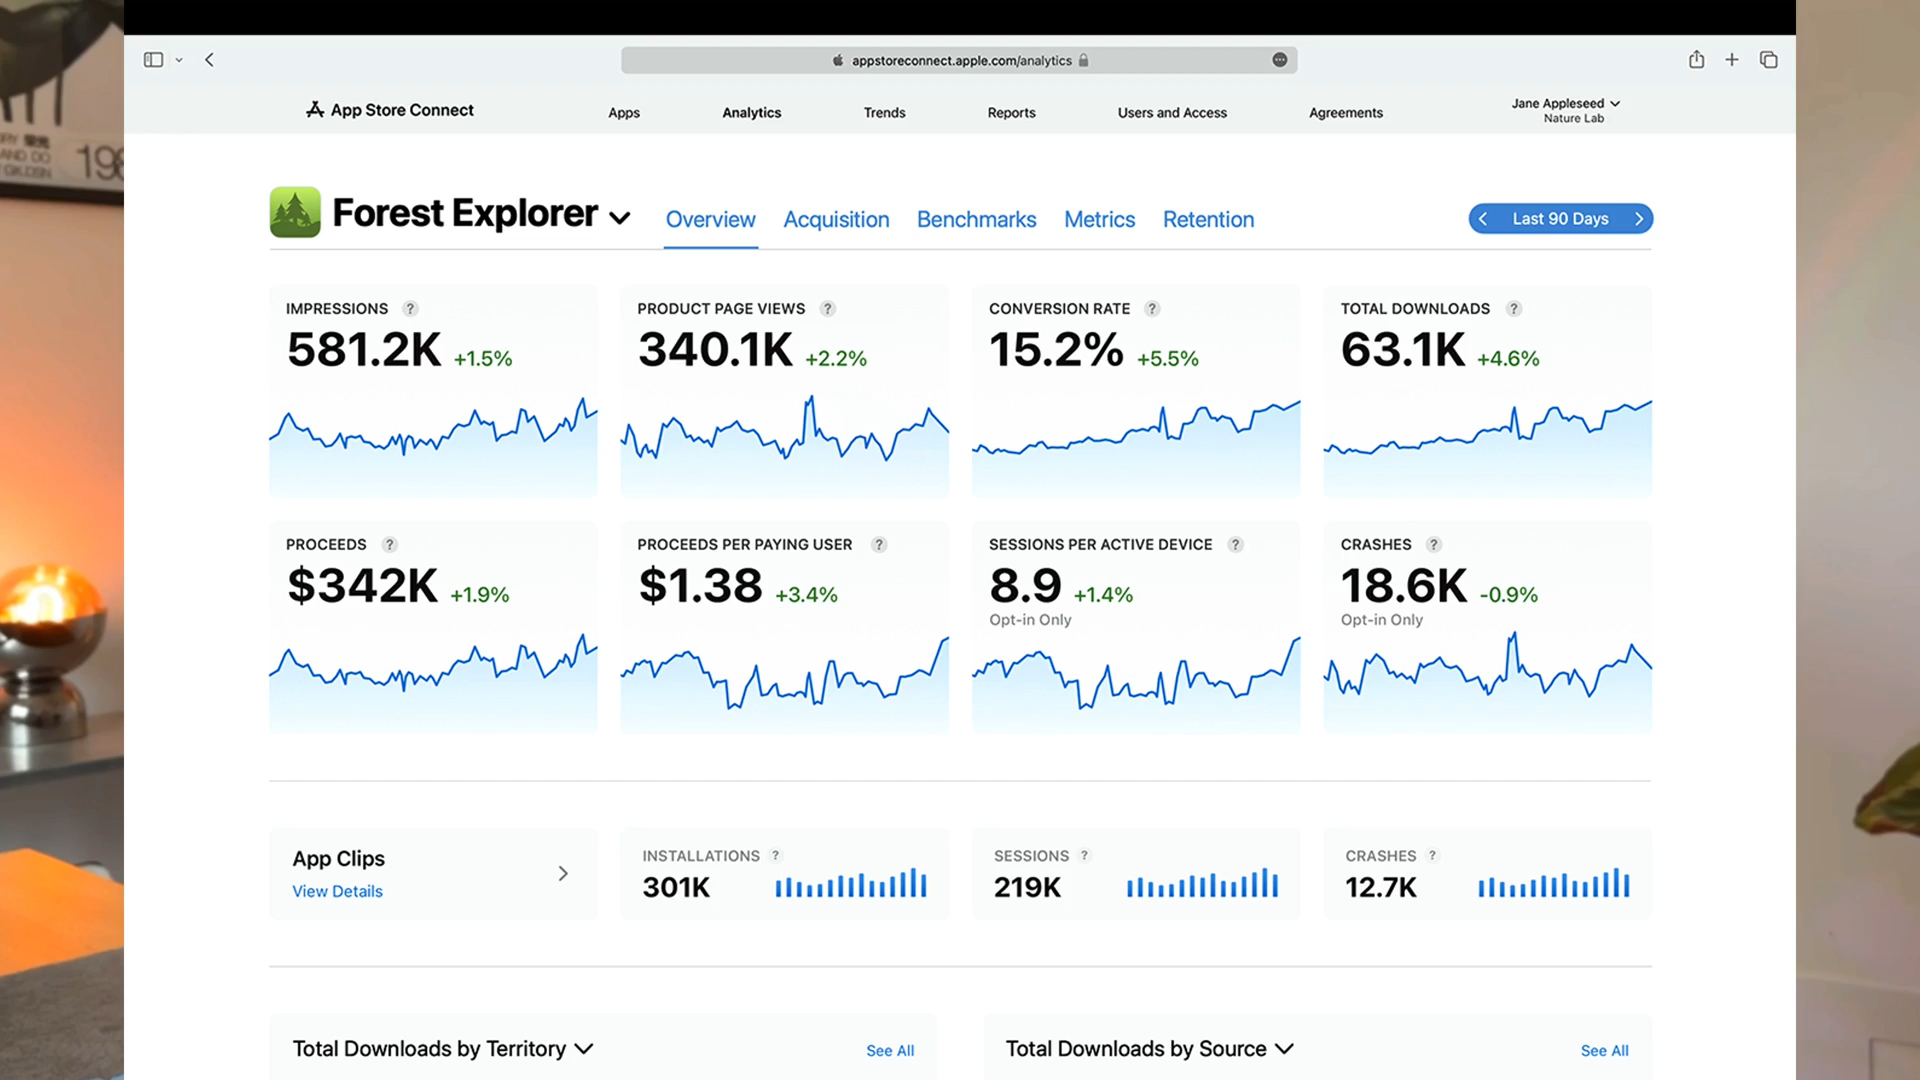 appstoreconnect.apple.com/analytics
App Store Connect
Apps
Analytics
Trends
Reports
Users and Access
Agreements
Jane Appleseed
Nature Lab
Forest Explorer
Overview
Acquisition
Benchmarks
Metrics
Retention
Last 90 Days
IMPRESSIONS ?
581.2K +1.5%
PRODUCT PAGE VIEWS ?
340.1K +2.2%
CONVERSION RATE ?
15.2% +5.5%
TOTAL DOWNLOADS ?
63.1K +4.6%
PROCEEDS ?
$342K +1.9%
PROCEEDS PER PAYING USER ?
$1.38 +3.4%
SESSIONS PER ACTIVE DEVICE ?
8.9 +1.4%
Opt-in Only
CRASHES ?
18.6K -0.9%
Opt-in Only
App Clips
View Details
INSTALLATIONS ?
301K
SESSIONS ?
219K
CRASHES ?
12.7K
Total Downloads by Territory
See All
Total Downloads by Source
See All
AND DO
198